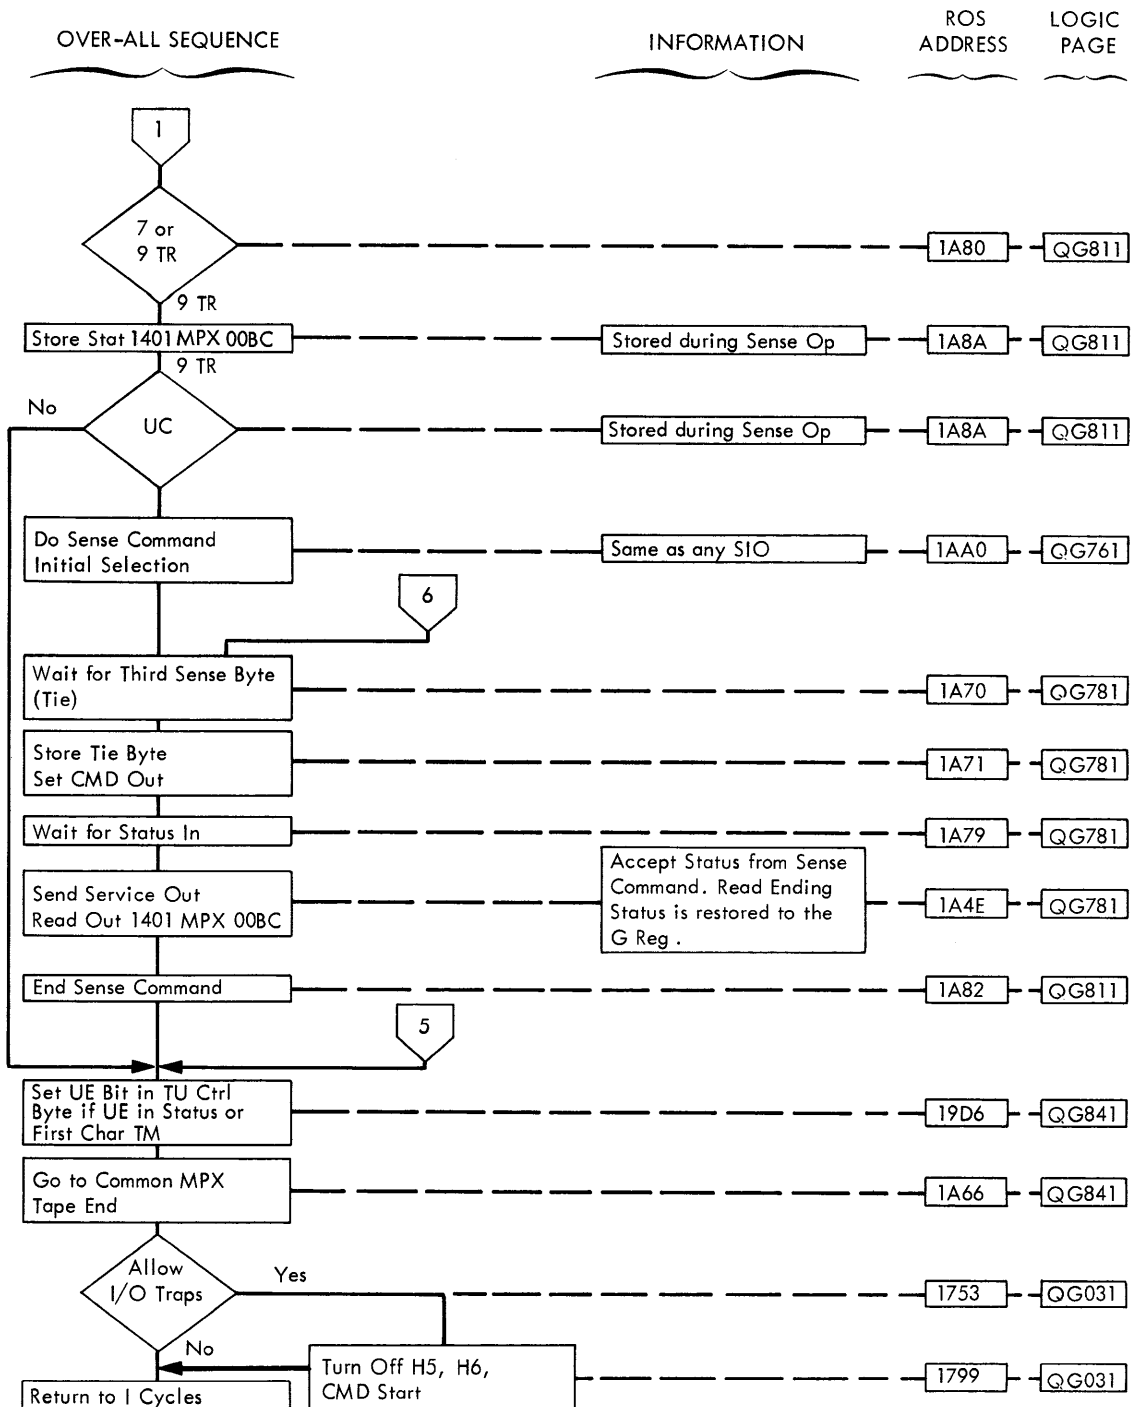 OVER-ALL SEQUENCE
INFORMATION
ROS
ADDRESS
LOGIC
PAGE
1
7 or
9 TR
1A80
QG811
9 TR
Store Stat 1401 MPX 00BC
Stored during Sense Op
1A8A
QG811
9 TR
No
UC
Stored during Sense Op
1A8A
QG811
Do Sense Command
Initial Selection
Same as any SIO
1AA0
QG761
6
Wait for Third Sense Byte
(Tie)
1A70
QG781
Store Tie Byte
Set CMD Out
1A71
QG781
Wait for Status In
1A79
QG781
Send Service Out
Read Out 1401 MPX 00BC
Accept Status from Sense
Command. Read Ending
Status is restored to the
G Reg .
1A4E
QG781
End Sense Command
1A82
QG811
5
Set UE Bit in TU Ctrl
Byte if UE in Status or
First Char TM
19D6
QG841
Go to Common MPX
Tape End
1A66
QG841
Allow
I/O Traps
Yes
1753
QG031
No
Turn Off H5, H6,
CMD Start
1799
QG031
Return to I Cycles